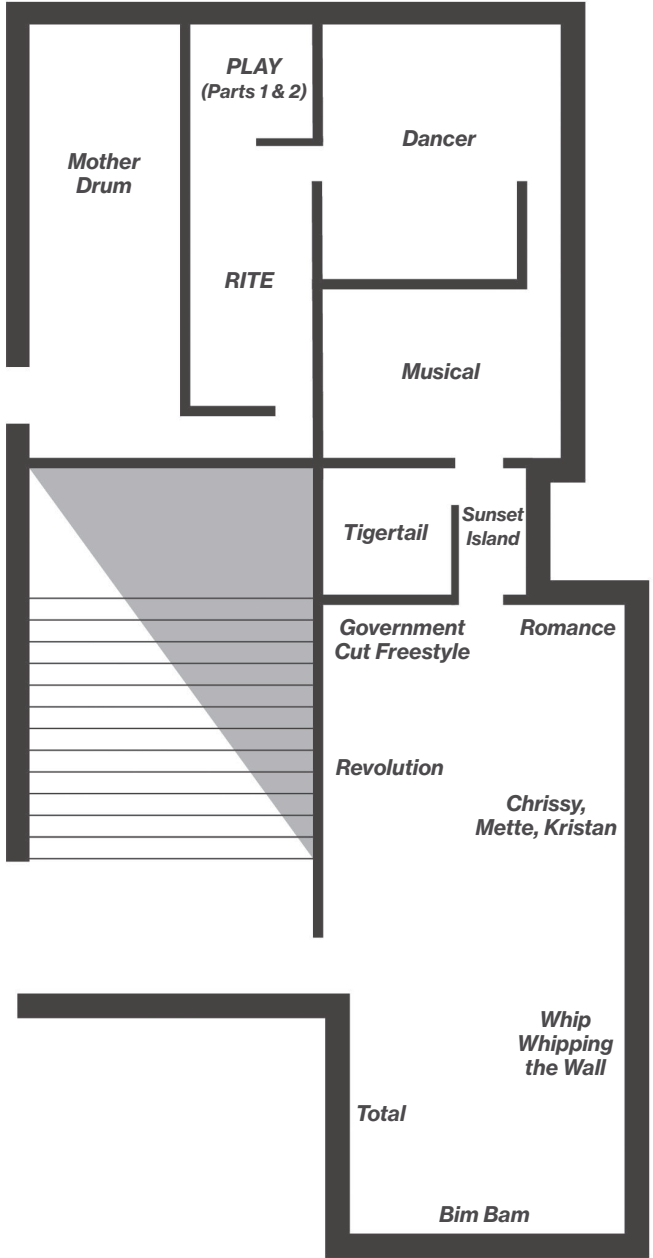 PLAY
(Parts 1 & 2)
Dancer
Mother
Drum
RITE
Musical
Tigertail
Sunset
Island
Government
Cut Freestyle
Romance
Revolution
Chrissy,
Mette, Kristan
Whip
Whipping
the Wall
Total
Bim Bam